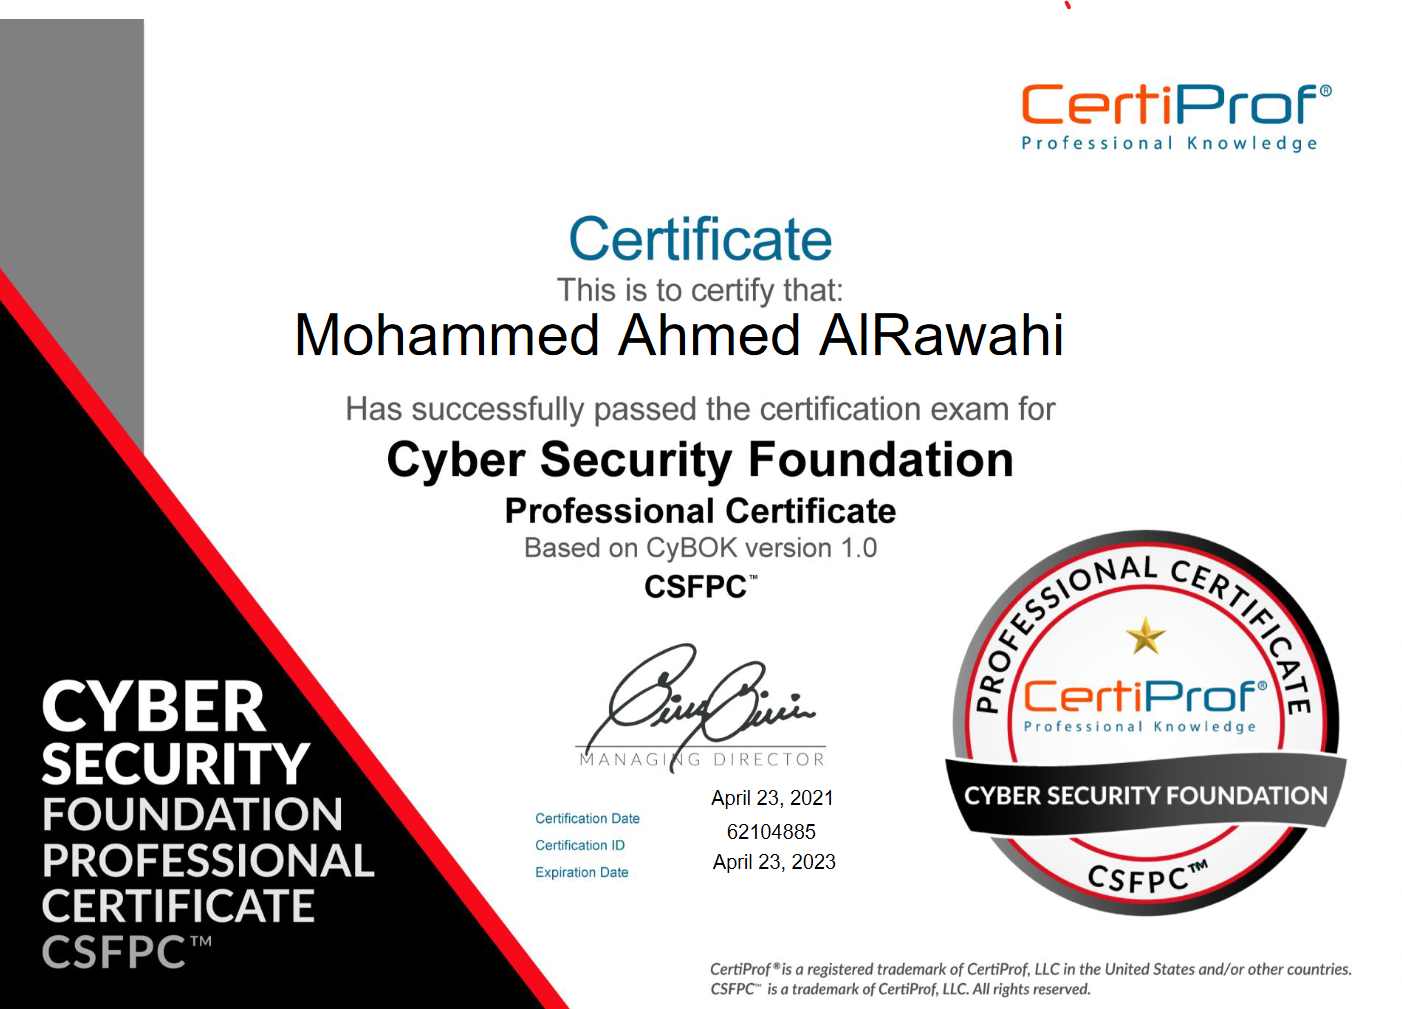 CertiProf®
Professional Knowledge
Certificate
This is to certify that:
Mohammed Ahmed AlRawahi
Has successfully passed the certification exam for
Cyber Security Foundation
Professional Certificate
Based on CyBOK version 1.0
CSFPC™
MANAGING DIRECTOR
Certification Date April 23, 2021
Certification ID 62104885
Expiration Date April 23, 2023
CYBER
SECURITY
FOUNDATION
PROFESSIONAL
CERTIFICATE
CSFPC™
PROFESSIONAL CERTIFICATE
CertiProf®
Professional Knowledge
CYBER SECURITY FOUNDATION
CSFPC™
CertiProf® is a registered trademark of CertiProf, LLC in the United States and/or other countries.
CSFPC™ is a trademark of CertiProf, LLC. All rights reserved.